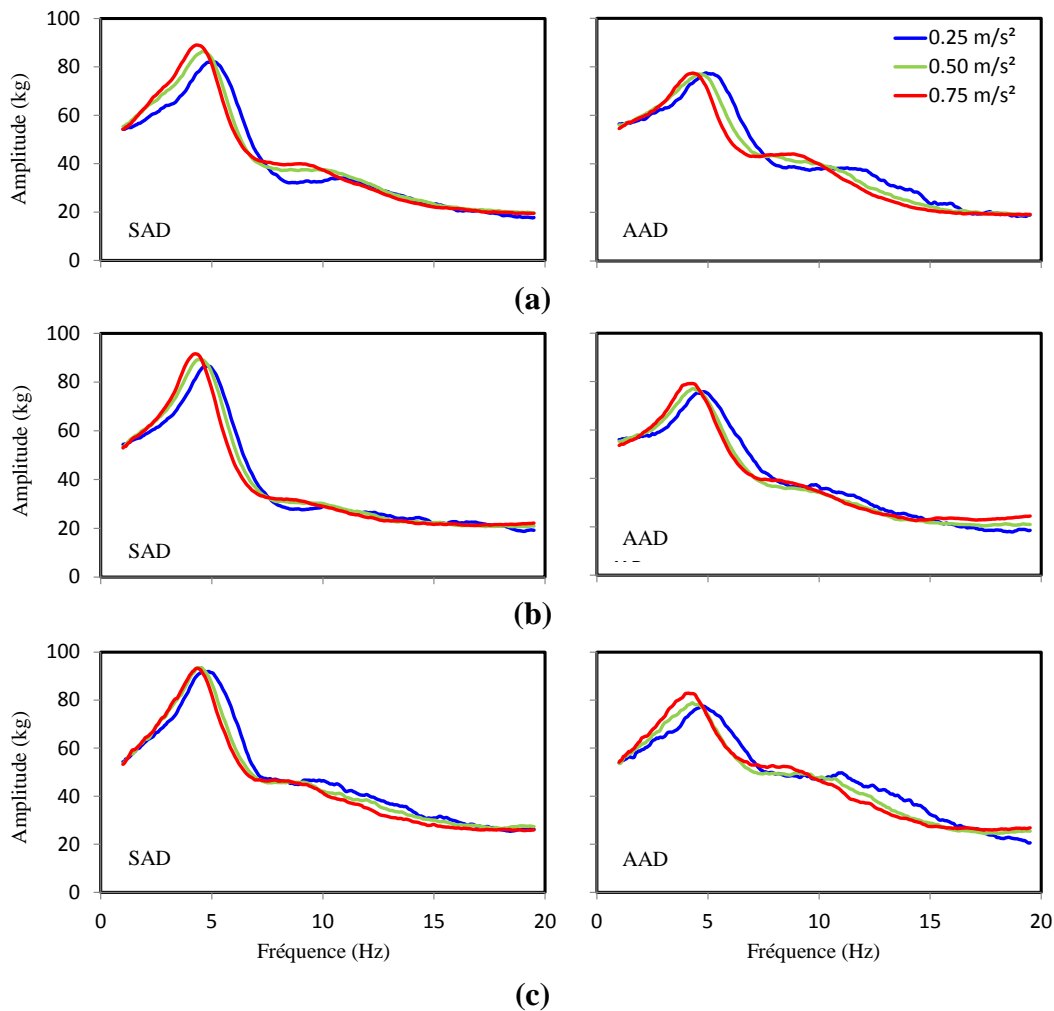 100
80
60
40
20
0
Amplitude (kg)
SAD
AAD
0.25 m/s²
0.50 m/s²
0.75 m/s²
(a)
100
80
60
40
20
0
Amplitude (kg)
SAD
AAD
(b)
100
80
60
40
20
0
Amplitude (kg)
SAD
AAD
0 5 10 15 20
0 5 10 15 20
Fréquence (Hz)
Fréquence (Hz)
(c)